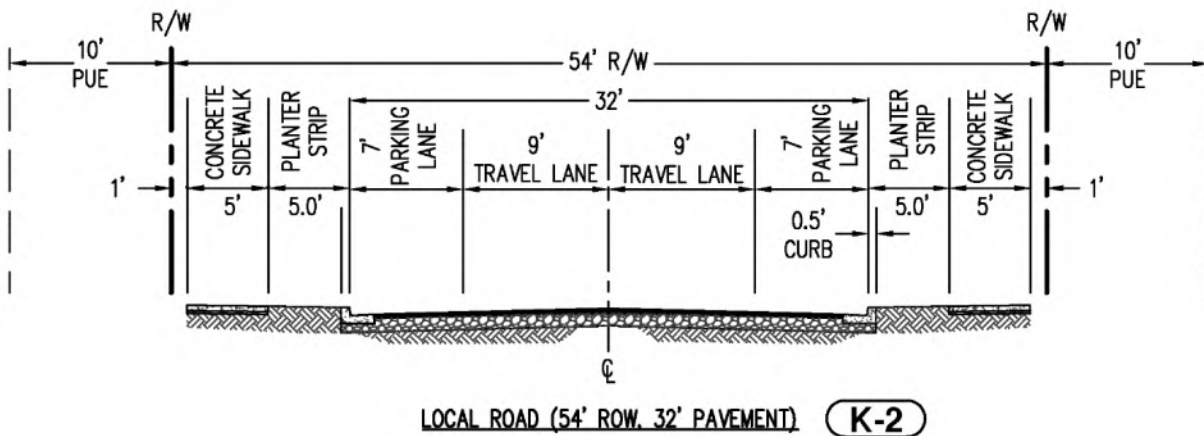 R/W
R/W
10'
PUE
54' R/W
10'
PUE
32'
CONCRETE
SIDEWALK
PLANTER
STRIP
7'
PARKING
LANE
9'
TRAVEL LANE
9'
TRAVEL LANE
7'
PARKING
LANE
PLANTER
STRIP
CONCRETE
SIDEWALK
1'
5'
5.0'
0.5'
CURB
5.0'
5'
1'
℄
LOCAL ROAD (54' ROW, 32' PAVEMENT)
K-2